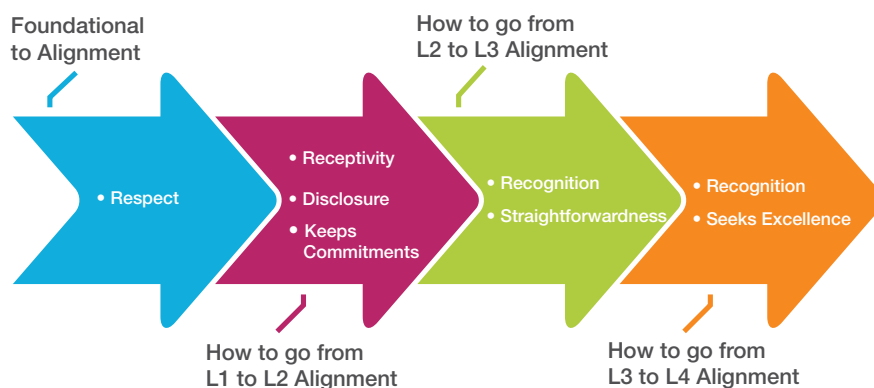 Foundational
to Alignment
• Respect
How to go from
L1 to L2 Alignment
• Receptivity
• Disclosure
• Keeps
Commitments
How to go from
L2 to L3 Alignment
• Recognition
• Straightforwardness
How to go from
L3 to L4 Alignment
• Recognition
• Seeks Excellence